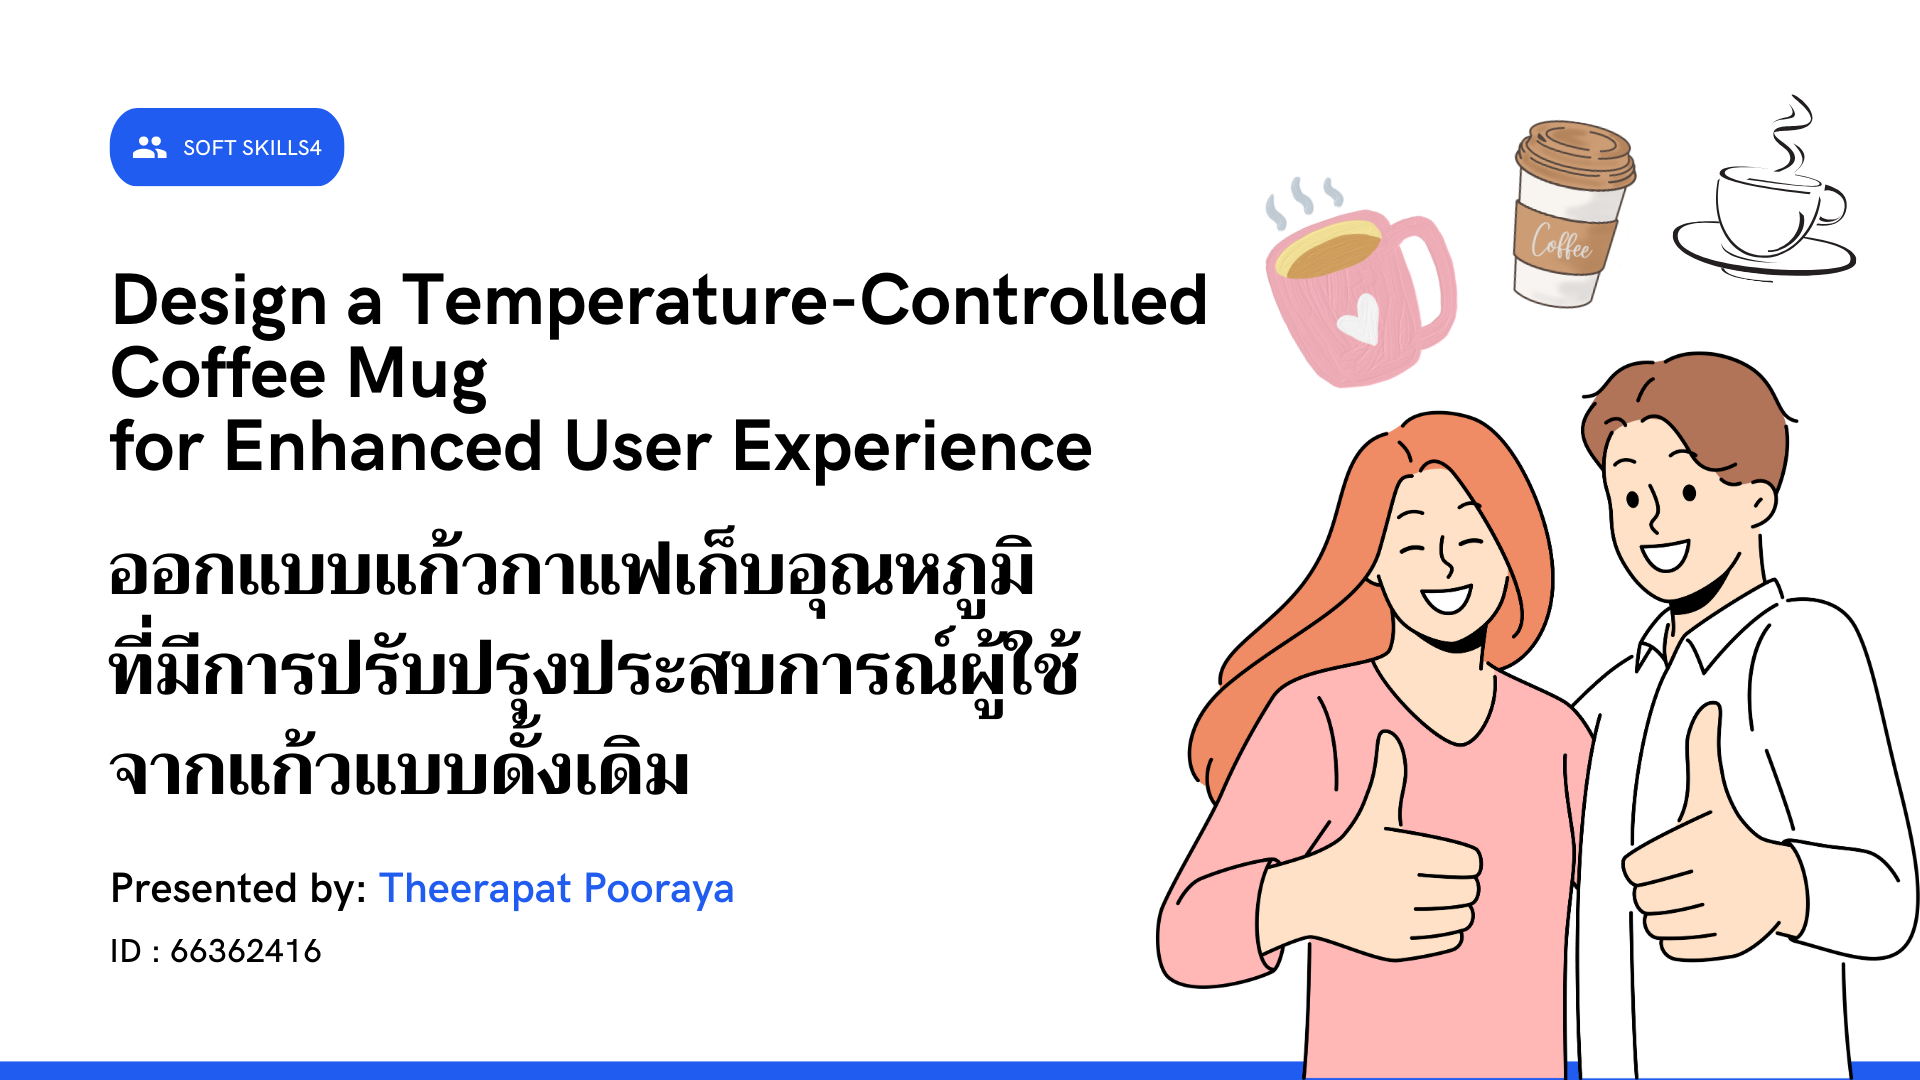 SOFT SKILLS4
Design a Temperature-Controlled
Coffee Mug
for Enhanced User Experience
ออกแบบแก้วกาแฟเก็บอุณหภูมิ
ที่มีการปรับปรุงประสบการณ์ผู้ใช้
จากแก้วแบบดั้งเดิม
Presented by: Theerapat Pooraya
ID : 66362416
Coffee